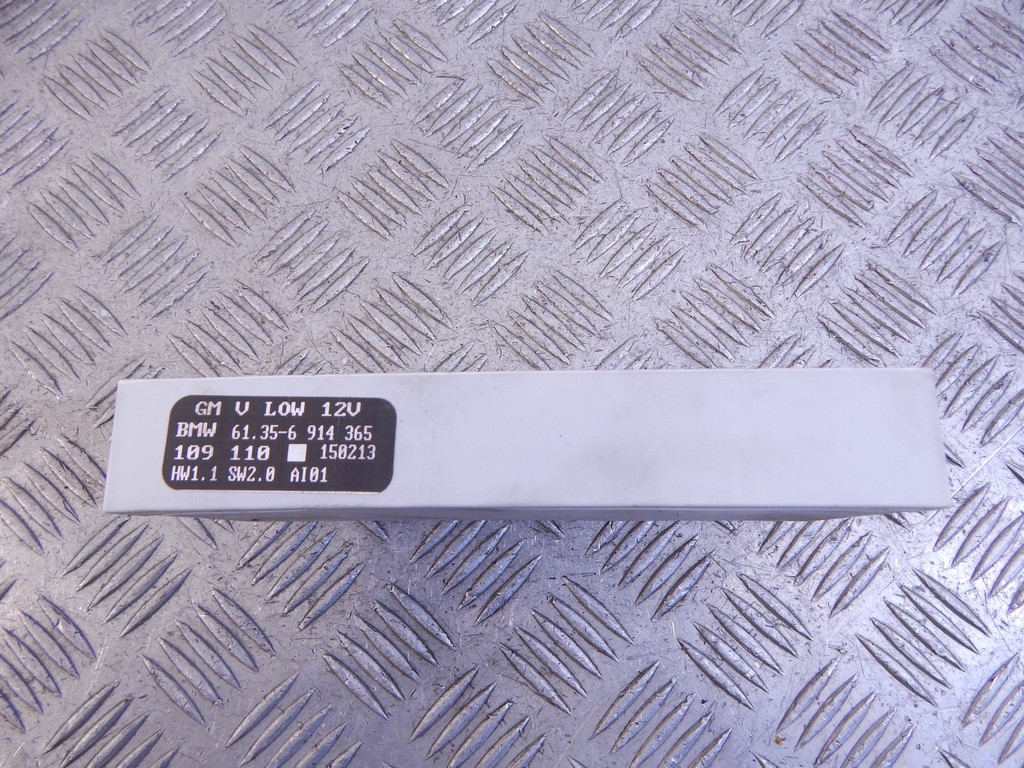 GM V LOW 12V
BMW 61.35-6 914 365
109 110 150213
HW1.1 SW2.0 AI01